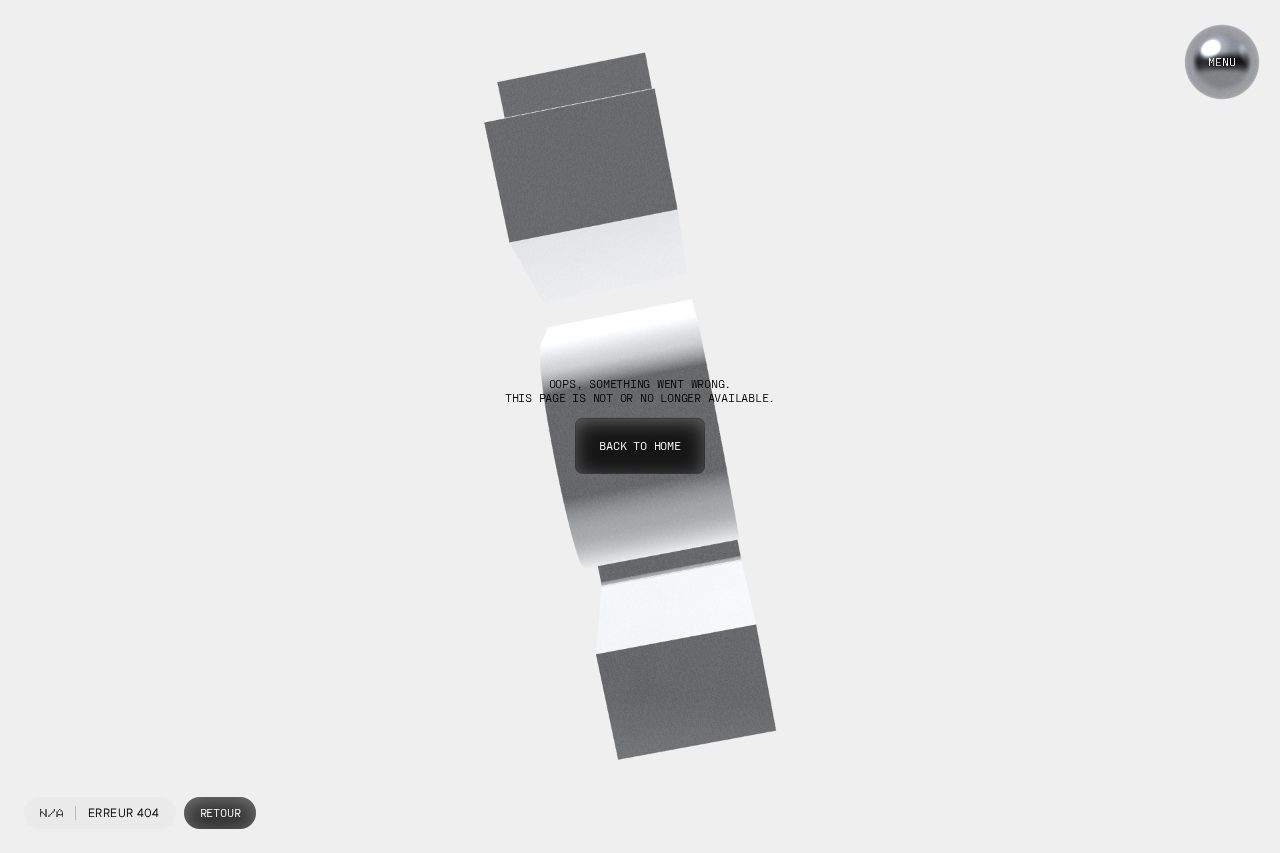 MENU
OOPS, SOMETHING WENT WRONG.
THIS PAGE IS NOT OR NO LONGER AVAILABLE.
BACK TO HOME
N/A
ERREUR 404
RETOUR